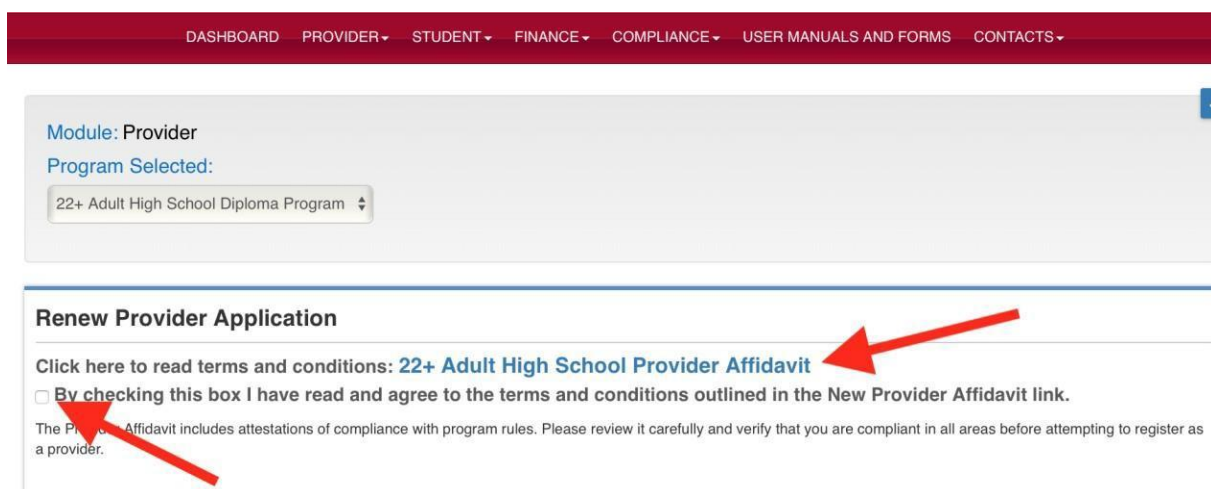 DASHBOARD PROVIDER STUDENT FINANCE COMPLIANCE USER MANUALS AND FORMS CONTACTS
Module: Provider
Program Selected:
22+ Adult High School Diploma Program
Renew Provider Application
Click here to read terms and conditions: 22+ Adult High School Provider Affidavit
By checking this box I have read and agree to the terms and conditions outlined in the New Provider Affidavit link.
The Affidavit includes attestations of compliance with program rules. Please review it carefully and verify that you are compliant in all areas before attempting to register as
a provider.